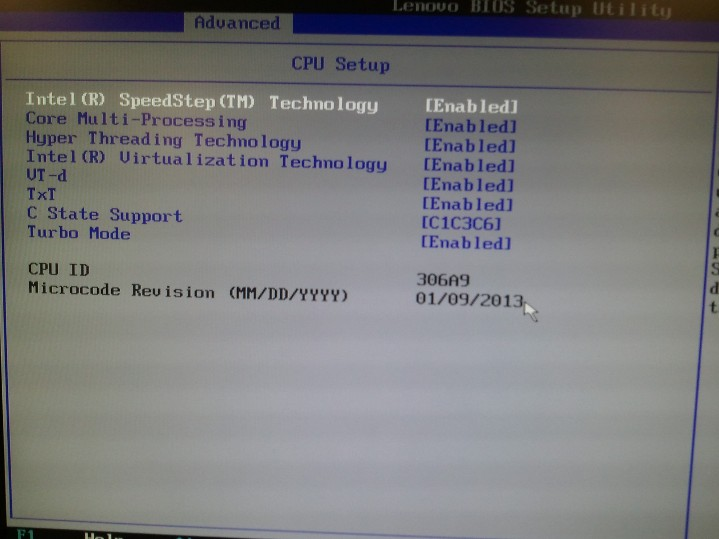 Lenovo BIOS Setup Utility
Advanced
CPU Setup
Intel(R) SpeedStep(TM) Technology [Enabled]
Core Multi-Processing [Enabled]
Hyper Threading Technology [Enabled]
Intel(R) Virtualization Technology [Enabled]
VT-d [Enabled]
TxT [Enabled]
C State Support [C1C3C6]
Turbo Mode [Enabled]
CPU ID 306A9
Microcode Revision (MM/DD/YYYY) 01/09/2013
F1 Help